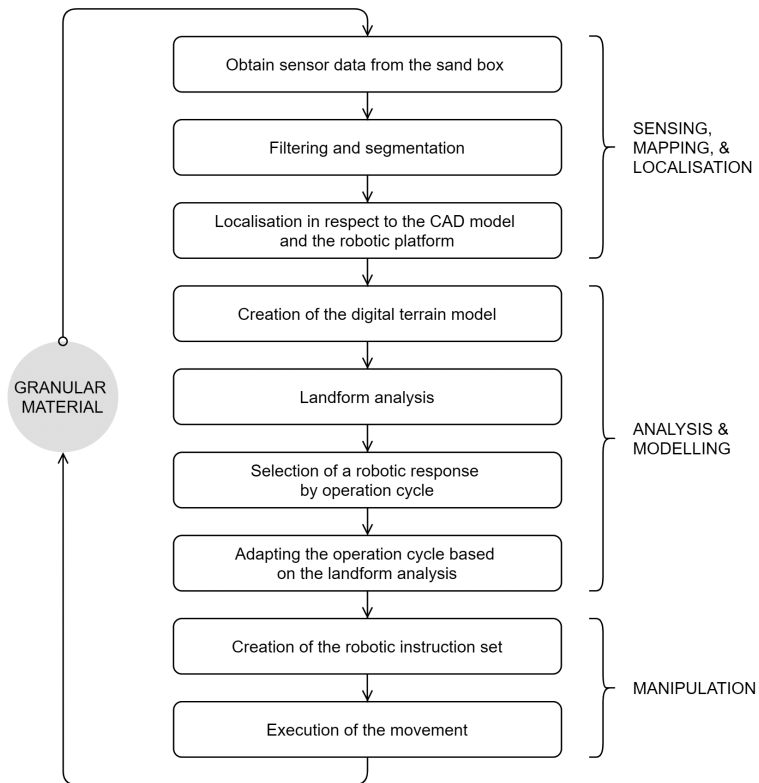 Obtain sensor data from the sand box
Filtering and segmentation
Localisation in respect to the CAD model
and the robotic platform
SENSING,
MAPPING, &
LOCALISATION
Creation of the digital terrain model
Landform analysis
Selection of a robotic response
by operation cycle
Adapting the operation cycle based
on the landform analysis
ANALYSIS &
MODELLING
Creation of the robotic instruction set
Execution of the movement
MANIPULATION
GRANULAR
MATERIAL